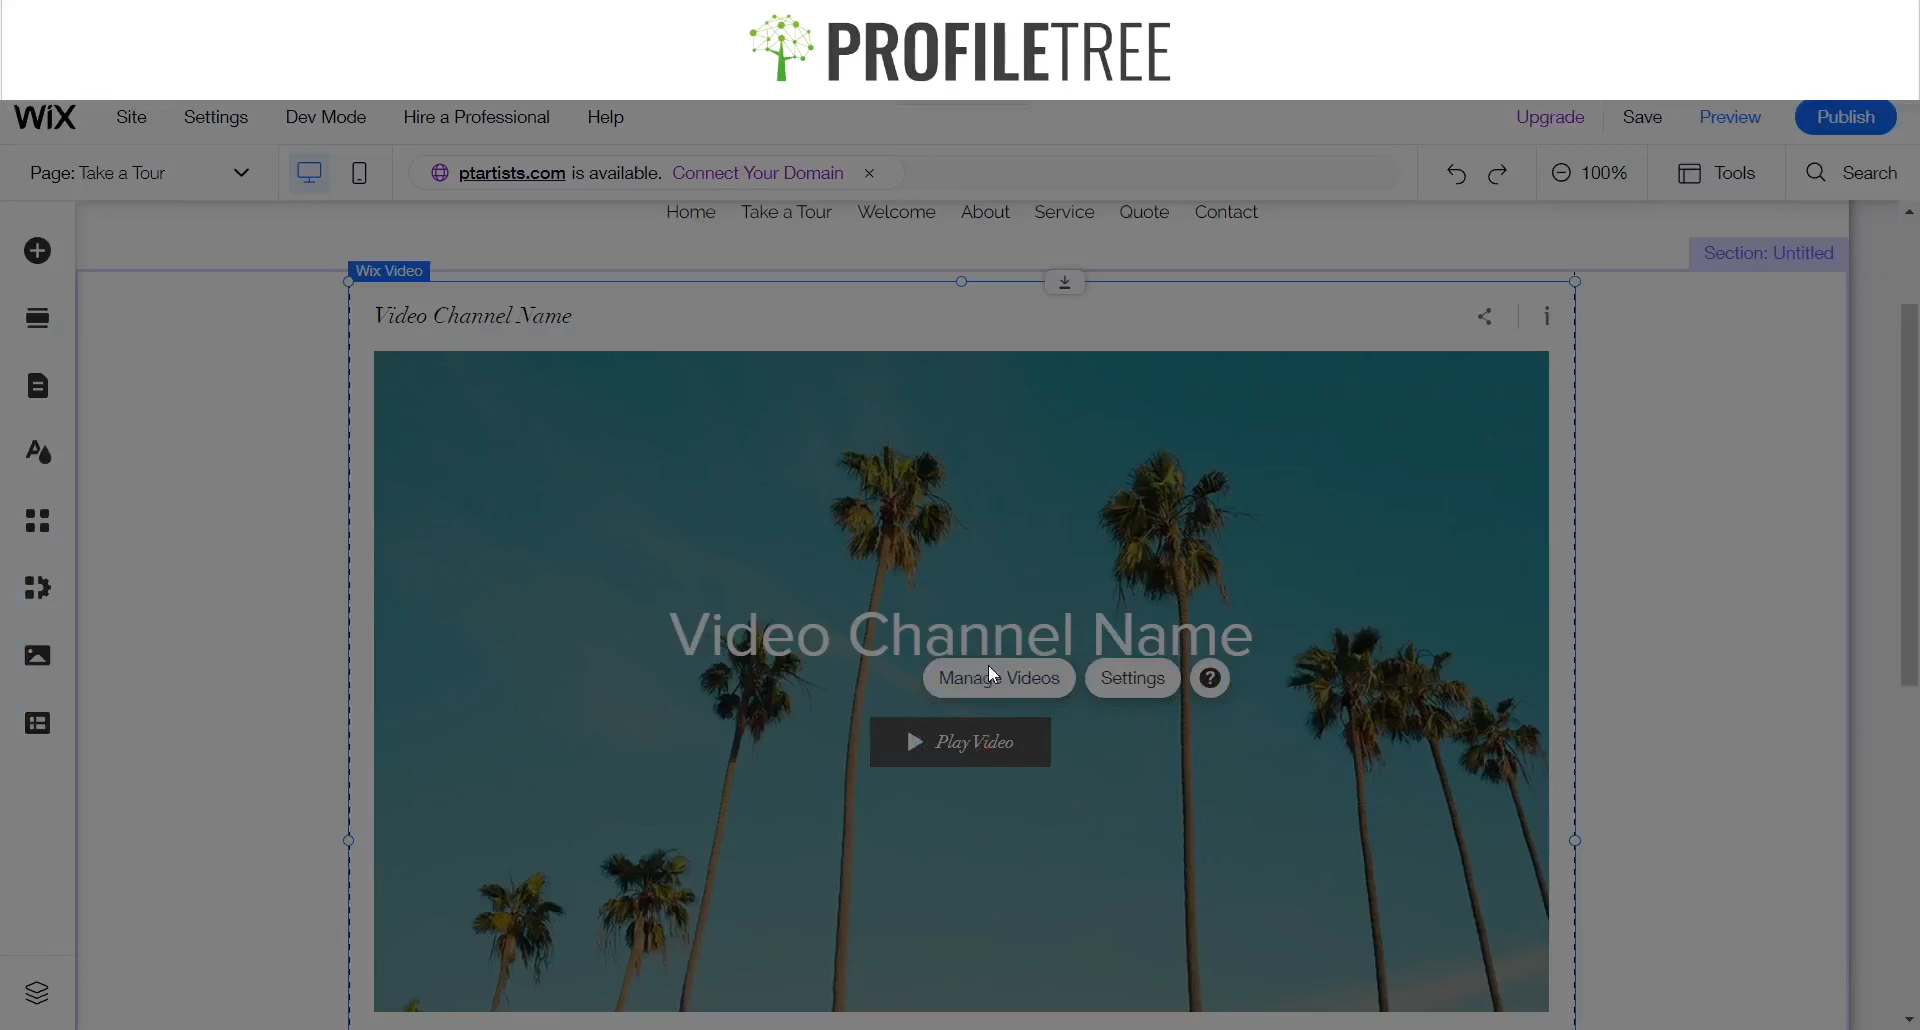 PROFILETREE
WiX Site Settings Dev Mode Hire a Professional Help Upgrade Save Preview Publish
Page: Take a Tour ptartists.com is available. Connect Your Domain × 100% Tools Search
Home Take a Tour Welcome About Service Quote Contact
Section: Untitled
Wix Video
Video Channel Name
Video Channel Name
Manage Videos Settings ?
Play Video